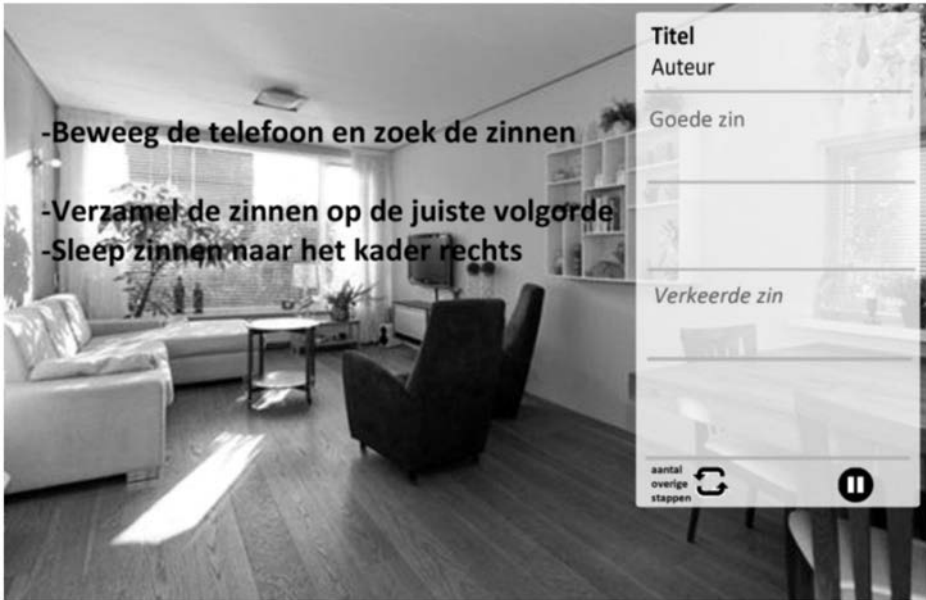 -Beweeg de telefoon en zoek de zinnen
-Verzamel de zinnen op de juiste volgorde
-Sleep zinnen naar het kader rechts
Titel
Auteur
Goede zin
Verkeerde zin
aantal
overige
stappen